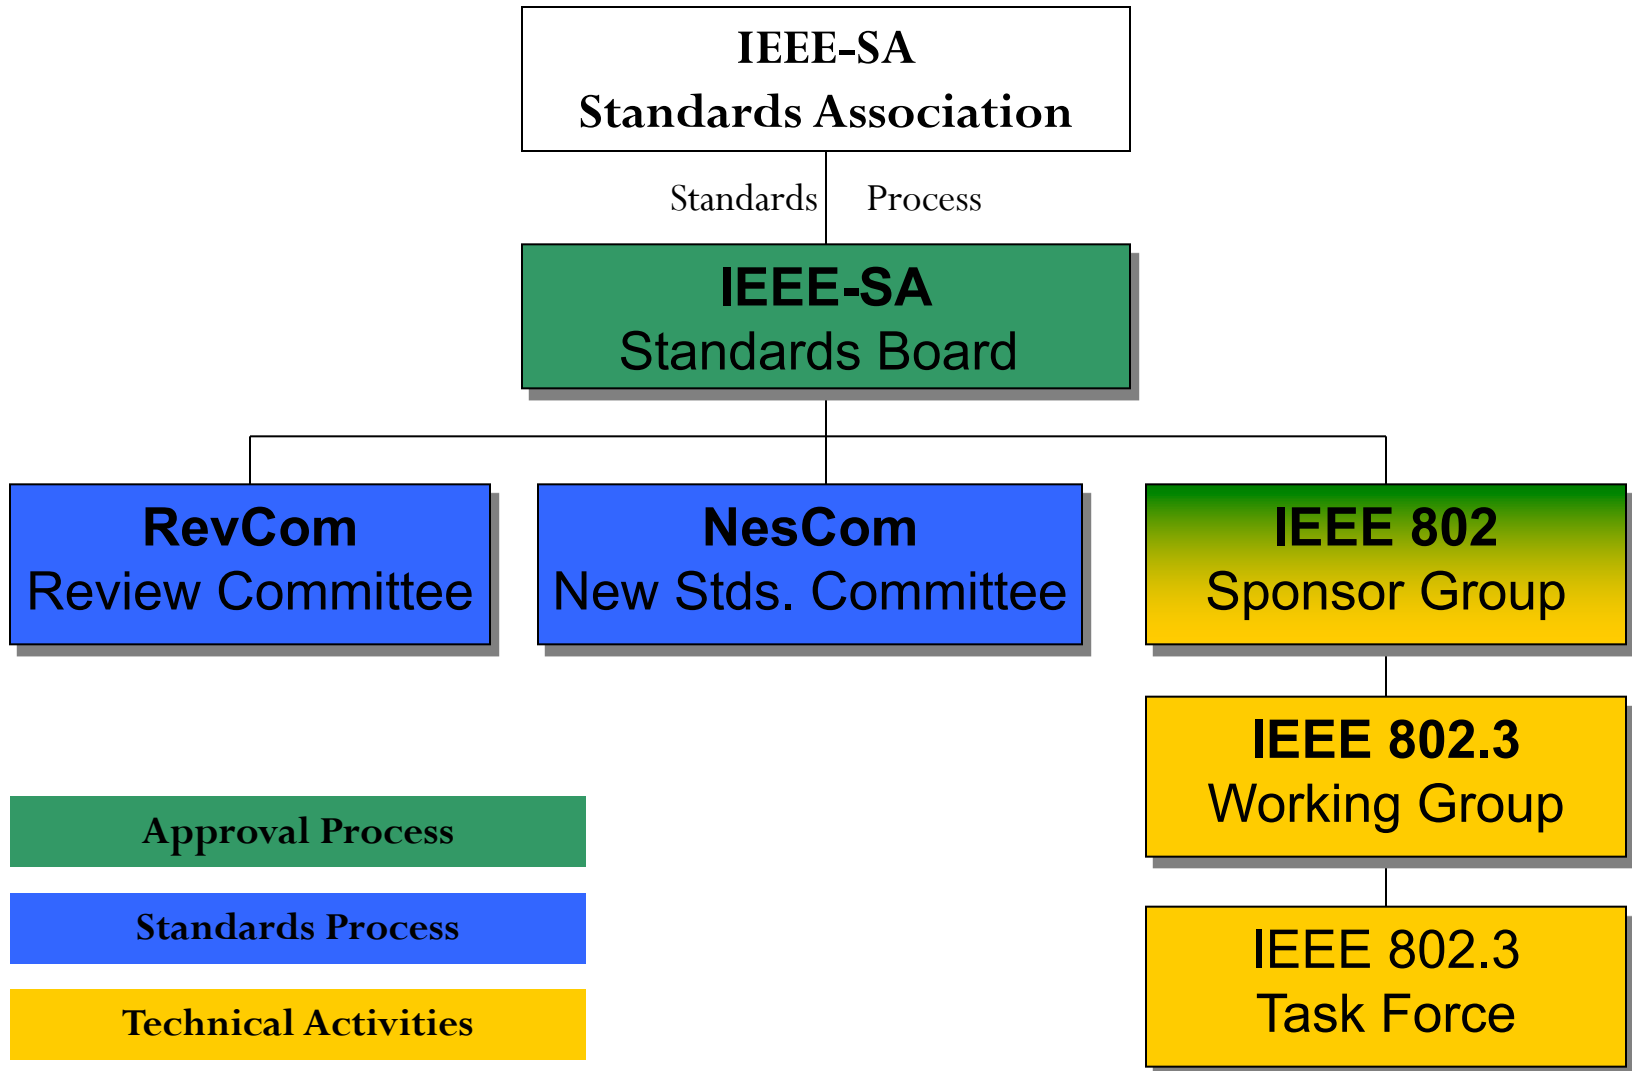 IEEE-SA
Standards Association
Standards Process
IEEE-SA
Standards Board
RevCom
Review Committee
NesCom
New Stds. Committee
IEEE 802
Sponsor Group
IEEE 802.3
Working Group
IEEE 802.3
Task Force
Approval Process
Standards Process
Technical Activities